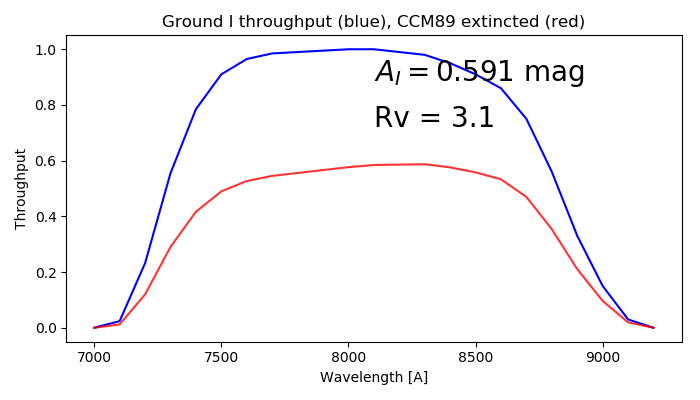 Ground I throughput (blue), CCM89 extincted (red)
1.0
0.8
0.6
0.4
0.2
0.0
Throughput
A_I = 0.591 mag
Rv = 3.1
7000 7500 8000 8500 9000
Wavelength [A]